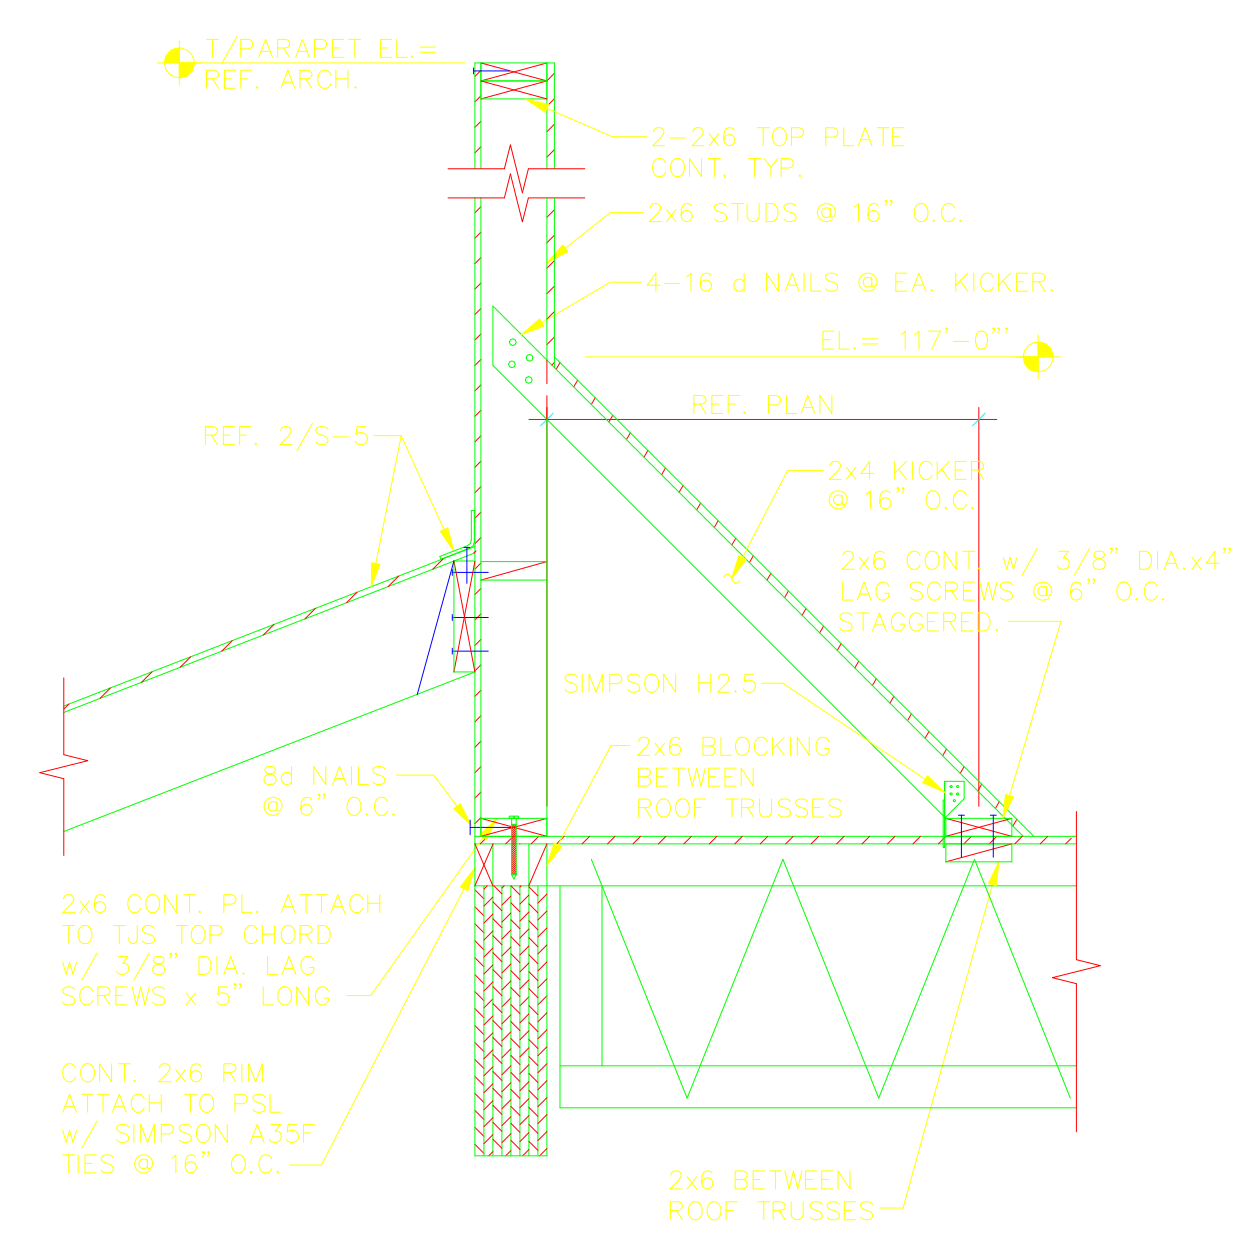 T/PARAPET EL.=
REF. ARCH.
2-2x6 TOP PLATE
CONT. TYP.
2x6 STUDS @ 16" O.C.
4-16 d NAILS @ EA. KICKER.
EL.= 117'-0"'
REF. PLAN
REF. 2/S-5
2x4 KICKER
@ 16" O.C.
2x6 CONT. w/ 3/8" DIA.x4"
LAG SCREWS @ 6" O.C.
STAGGERED.
SIMPSON H2.5
2x6 BLOCKING
BETWEEN
ROOF TRUSSES
8d NAILS
@ 6" O.C.
2x6 CONT. PL. ATTACH
TO TJS TOP CHORD
w/ 3/8" DIA. LAG
SCREWS x 5" LONG
CONT. 2x6 RIM
ATTACH TO PSL
w/ SIMPSON A35F
TIES @ 16" O.C.
2x6 BETWEEN
ROOF TRUSSES